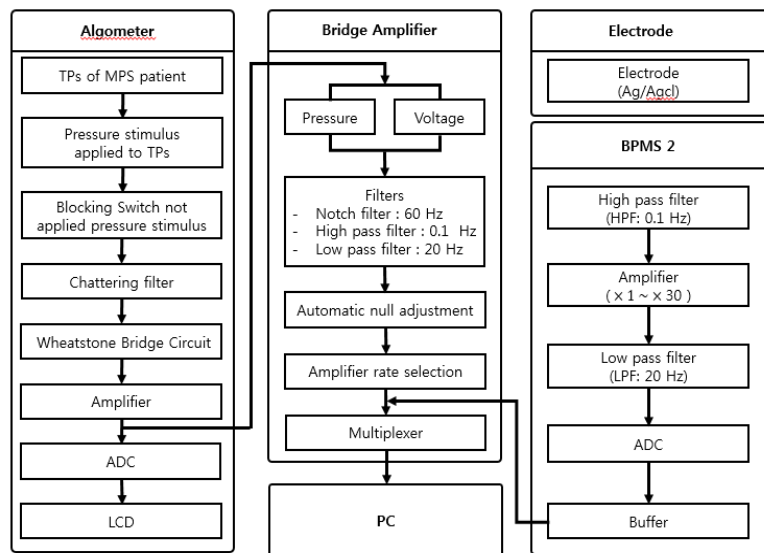 Algometer
TPs of MPS patient
Pressure stimulus
applied to TPs
Blocking Switch not
applied pressure stimulus
Chattering filter
Wheatstone Bridge Circuit
Amplifier
ADC
LCD
Bridge Amplifier
Pressure
Voltage
Filters
- Notch filter : 60 Hz
- High pass filter : 0.1 Hz
- Low pass filter : 20 Hz
Automatic null adjustment
Amplifier rate selection
Multiplexer
PC
Electrode
Electrode
(Ag/Agcl)
BPMS 2
High pass filter
(HPF: 0.1 Hz)
Amplifier
( x 1 ~ x 30 )
Low pass filter
(LPF: 20 Hz)
ADC
Buffer